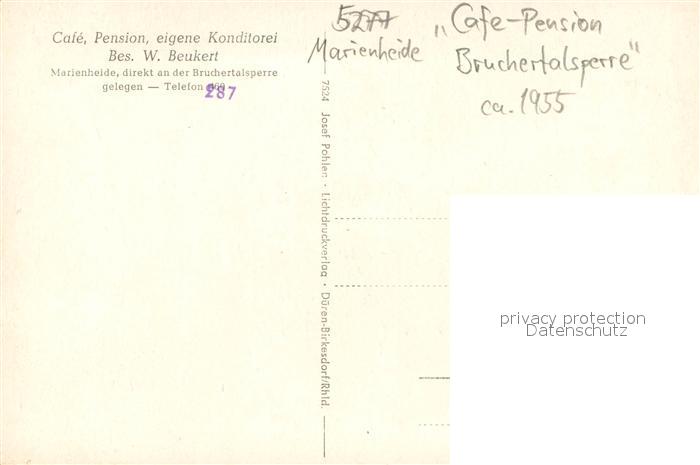 Café, Pension, eigene Konditorei
Bes. W. Beukert
Marienheide, direkt an der Bruchertalsperre
gelegen — Telefon
287
5277
Marienheide
„Cafe-Pension
Bruchertalsperre"
ca. 1955
7524 Josef Pohlen · Lichtdruckverlag · Düren-Birkesdorf/Rhld.
privacy protection
Datenschutz